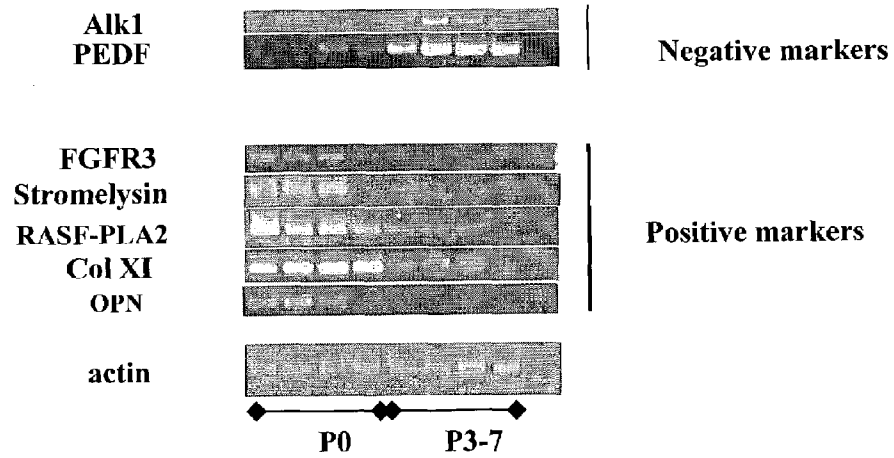 Alk1
PEDF
Negative markers
FGFR3
Stromelysin
RASF-PLA2
Col XI
OPN
Positive markers
actin
P0 P3-7